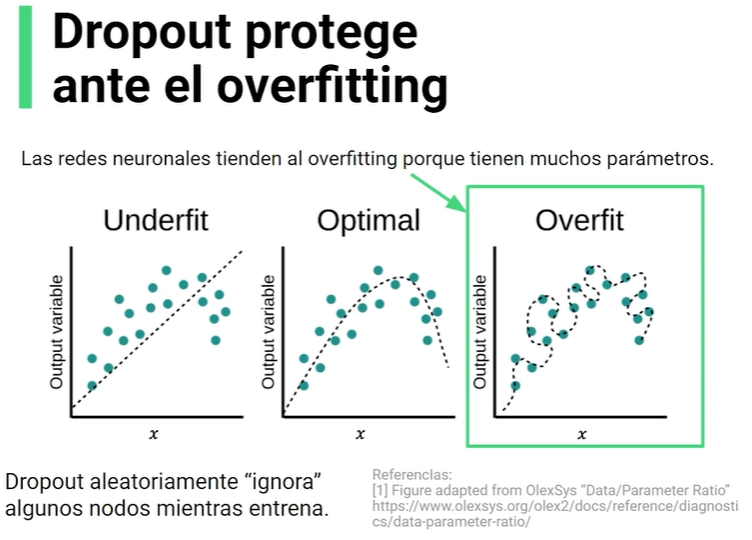 Dropout protege
ante el overfitting
Las redes neuronales tienden al overfitting porque tienen muchos parámetros.
Underfit
Optimal
Overfit
Output variable
Output variable
Output variable
x
x
x
Dropout aleatoriamente “ignora”
algunos nodos mientras entrena.
Referencias:
[1] Figure adapted from OlexSys “Data/Parameter Ratio”
https://www.olexsys.org/olex2/docs/reference/diagnosti
cs/data-parameter-ratio/